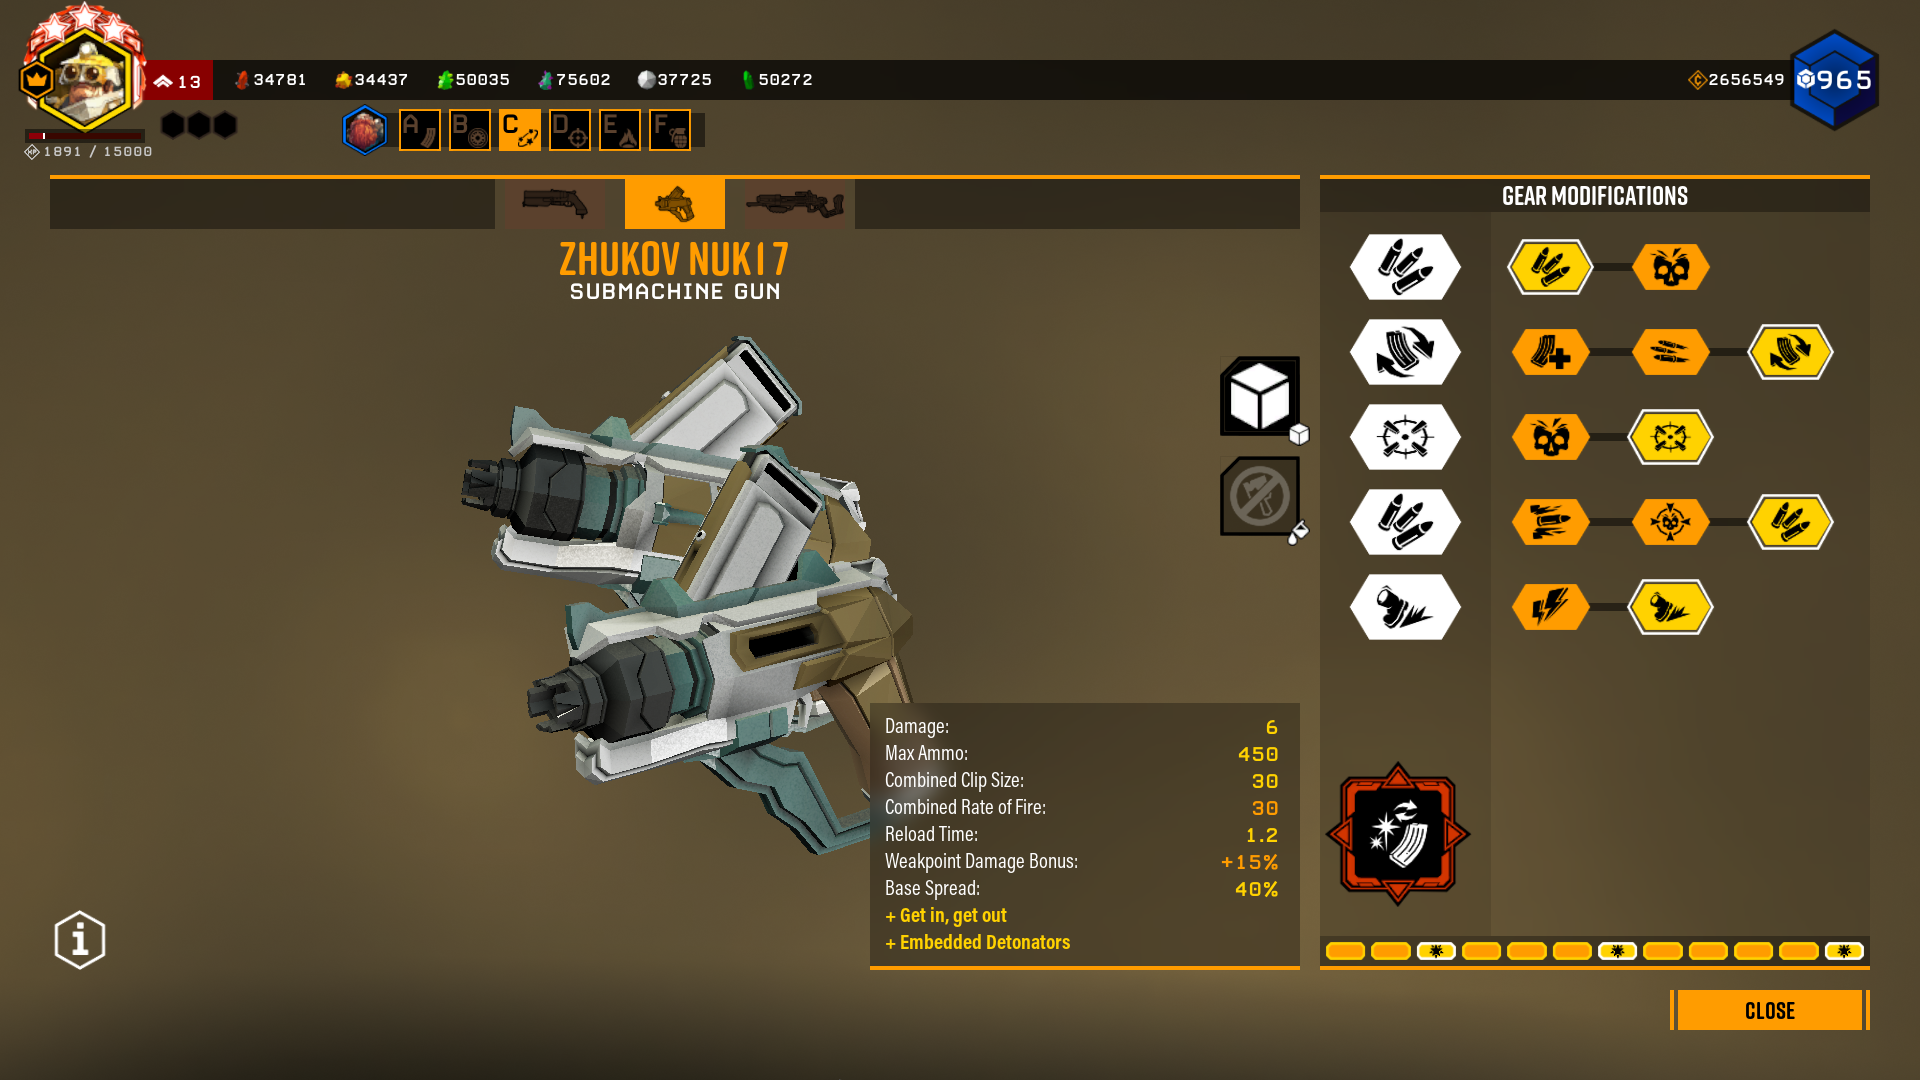 13
34781
34437
50035
75602
37725
50272
2656549
965
1891 / 15000
A
B
C
D
E
F
GEAR MODIFICATIONS
ZHUKOV NUK17
SUBMACHINE GUN
Damage: 6
Max Ammo: 450
Combined Clip Size: 30
Combined Rate of Fire: 30
Reload Time: 1.2
Weakpoint Damage Bonus: +15%
Base Spread: 40%
+ Get in, get out
+ Embedded Detonators
CLOSE